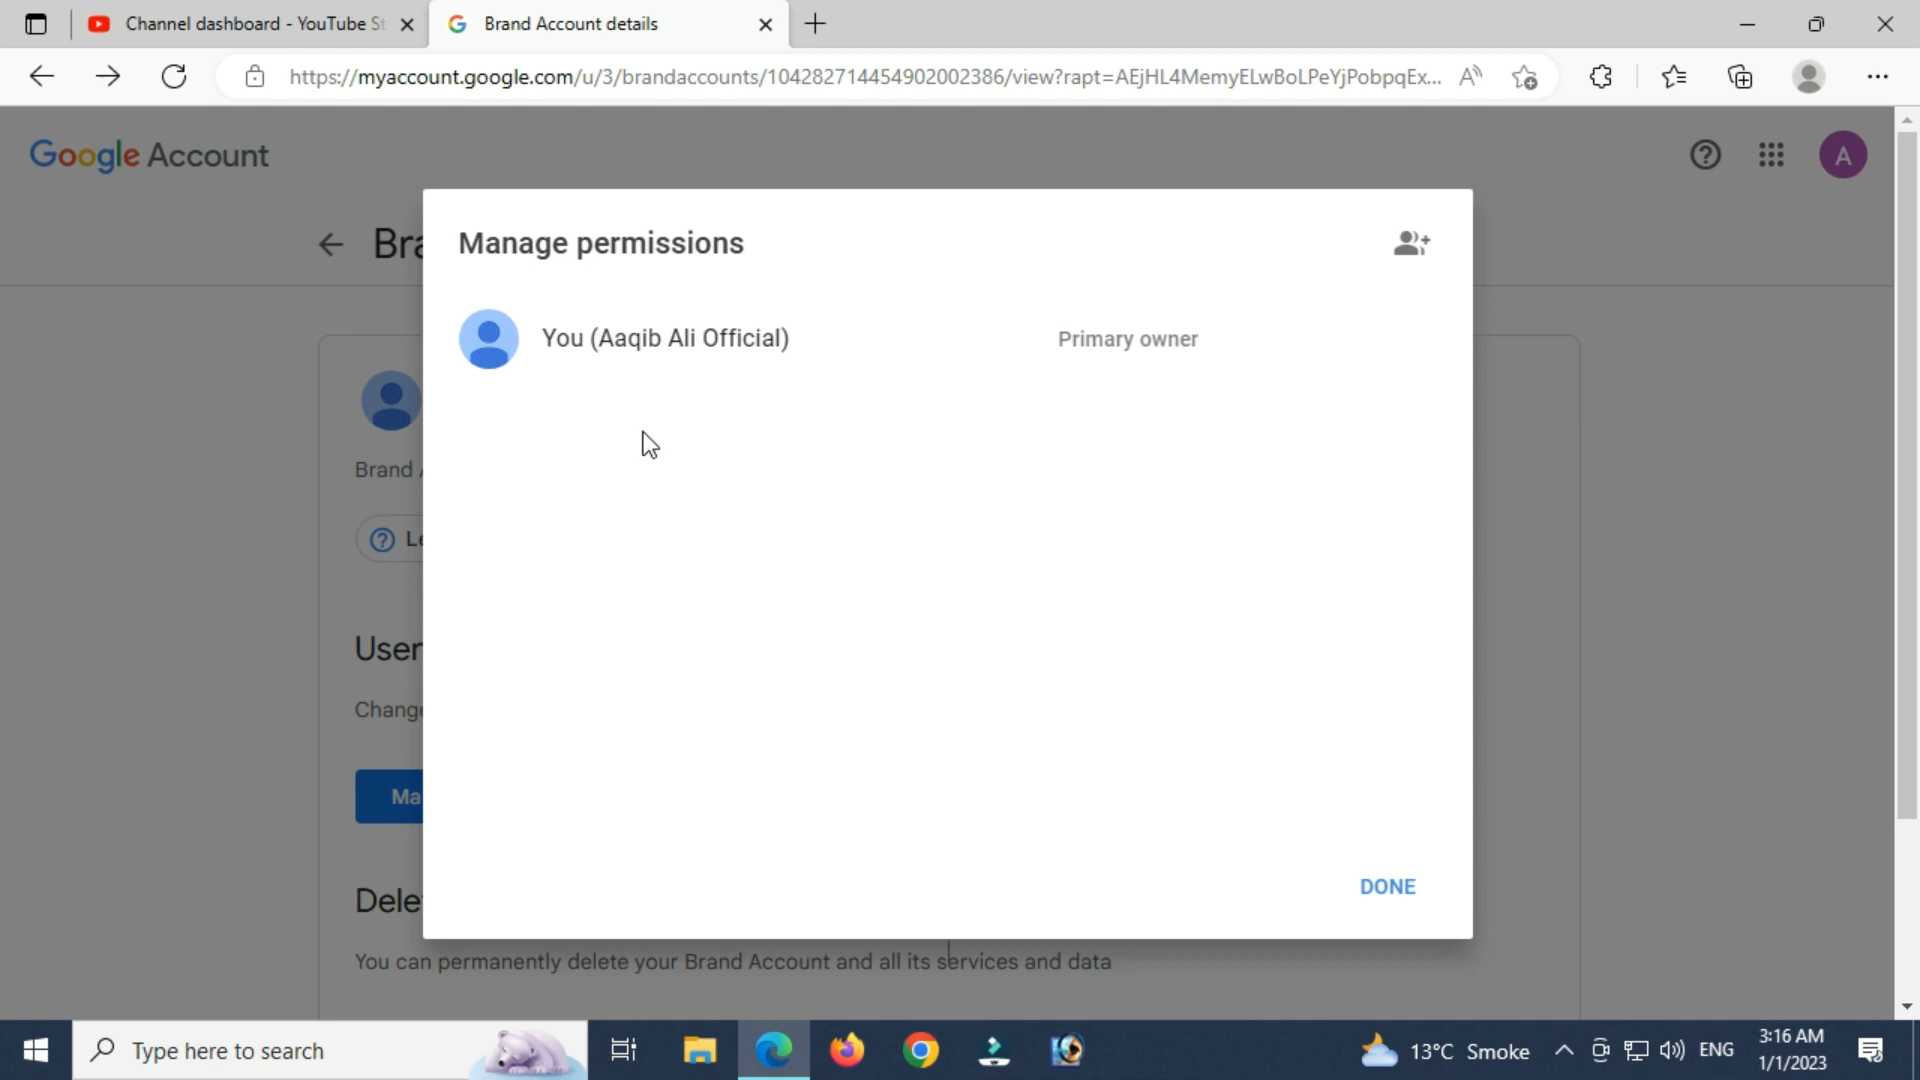 Channel dashboard - YouTube St
Brand Account details
https://myaccount.google.com/u/3/brandaccounts/104282714454902002386/view?rapt=AEjHL4MemyELwBoLPeYjPobpqEx...
Google Account
A
Bra
Manage permissions
You (Aaqib Ali Official)
Primary owner
Brand A
Le
User
Change
Ma
DONE
Dele
You can permanently delete your Brand Account and all its services and data
Type here to search
13°C Smoke
ENG
3:16 AM
1/1/2023